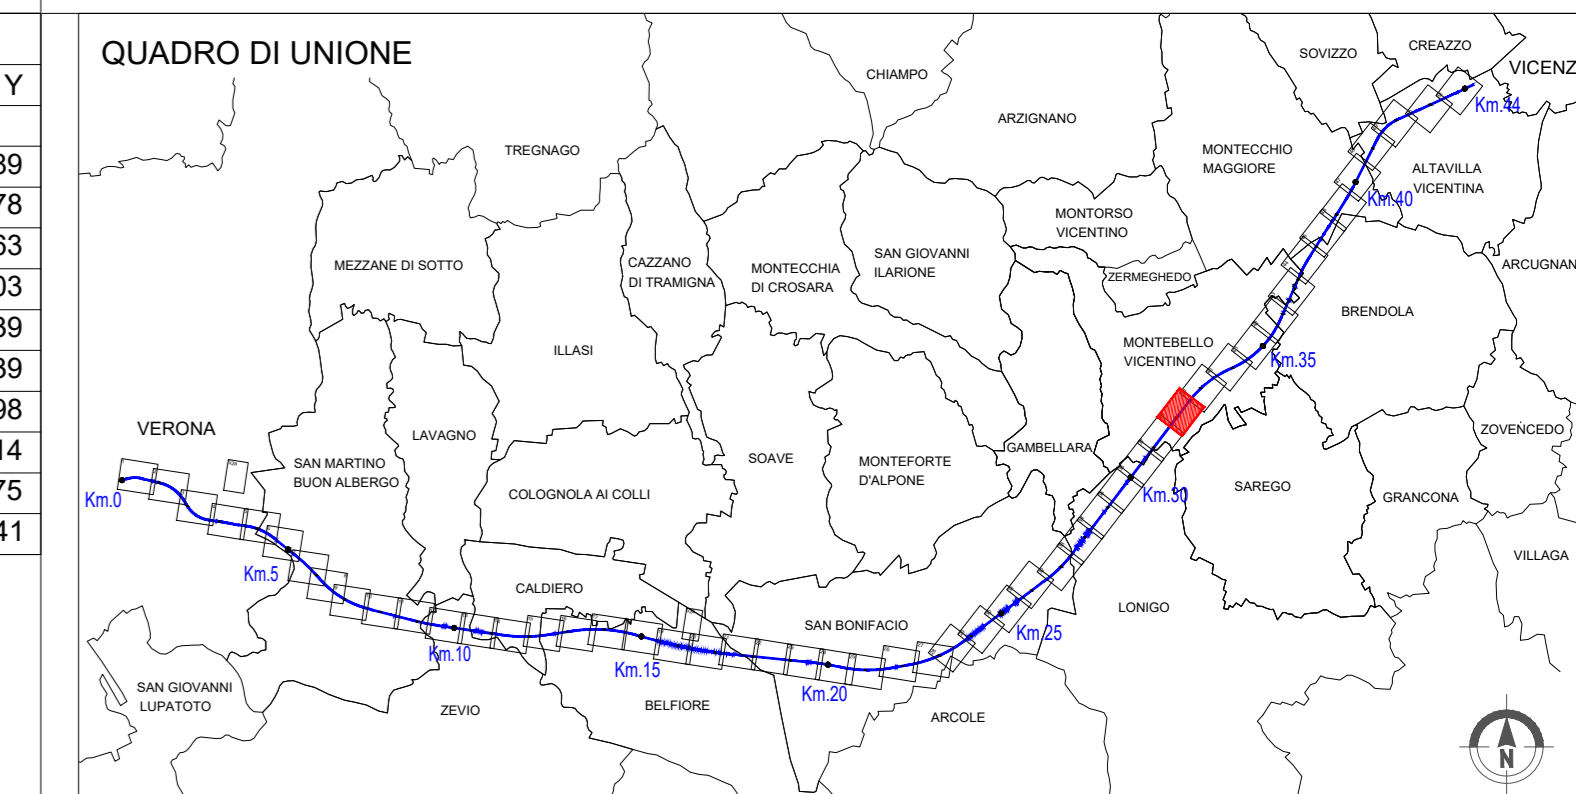 QUADRO DI UNIONE
Y
39
78
63
03
39
39
98
14
75
41
CREAZZO
SOVIZZO
VICENZ
CHIAMPO
Km.44
ARZIGNANO
TREGNAGO
MONTECCHIO
MAGGIORE
ALTAVILLA
VICENTINA
Km.40
MONTORSO
VICENTINO
SAN GIOVANNI
ILARIONE
MEZZANE DI SOTTO
CAZZANO
DI TRAMIGNA
MONTECCHIA
DI CROSARA
ZERMEGHEDO
ARCUGNAN
BRENDOLA
MONTEBELLO
VICENTINO
ILLASI
Km.35
VERONA
LAVAGNO
GAMBELLARA
ZOVENCEDO
SAN MARTINO
BUON ALBERGO
SOAVE
MONTEFORTE
D'ALPONE
COLOGNOLA AI COLLI
Km.0
Km.30
SAREGO
GRANCONA
VILLAGA
Km.5
CALDIERO
LONIGO
SAN BONIFACIO
Km.25
Km.10
Km.15
Km.20
SAN GIOVANNI
LUPATOTO
ZEVIO
BELFIORE
ARCOLE
N